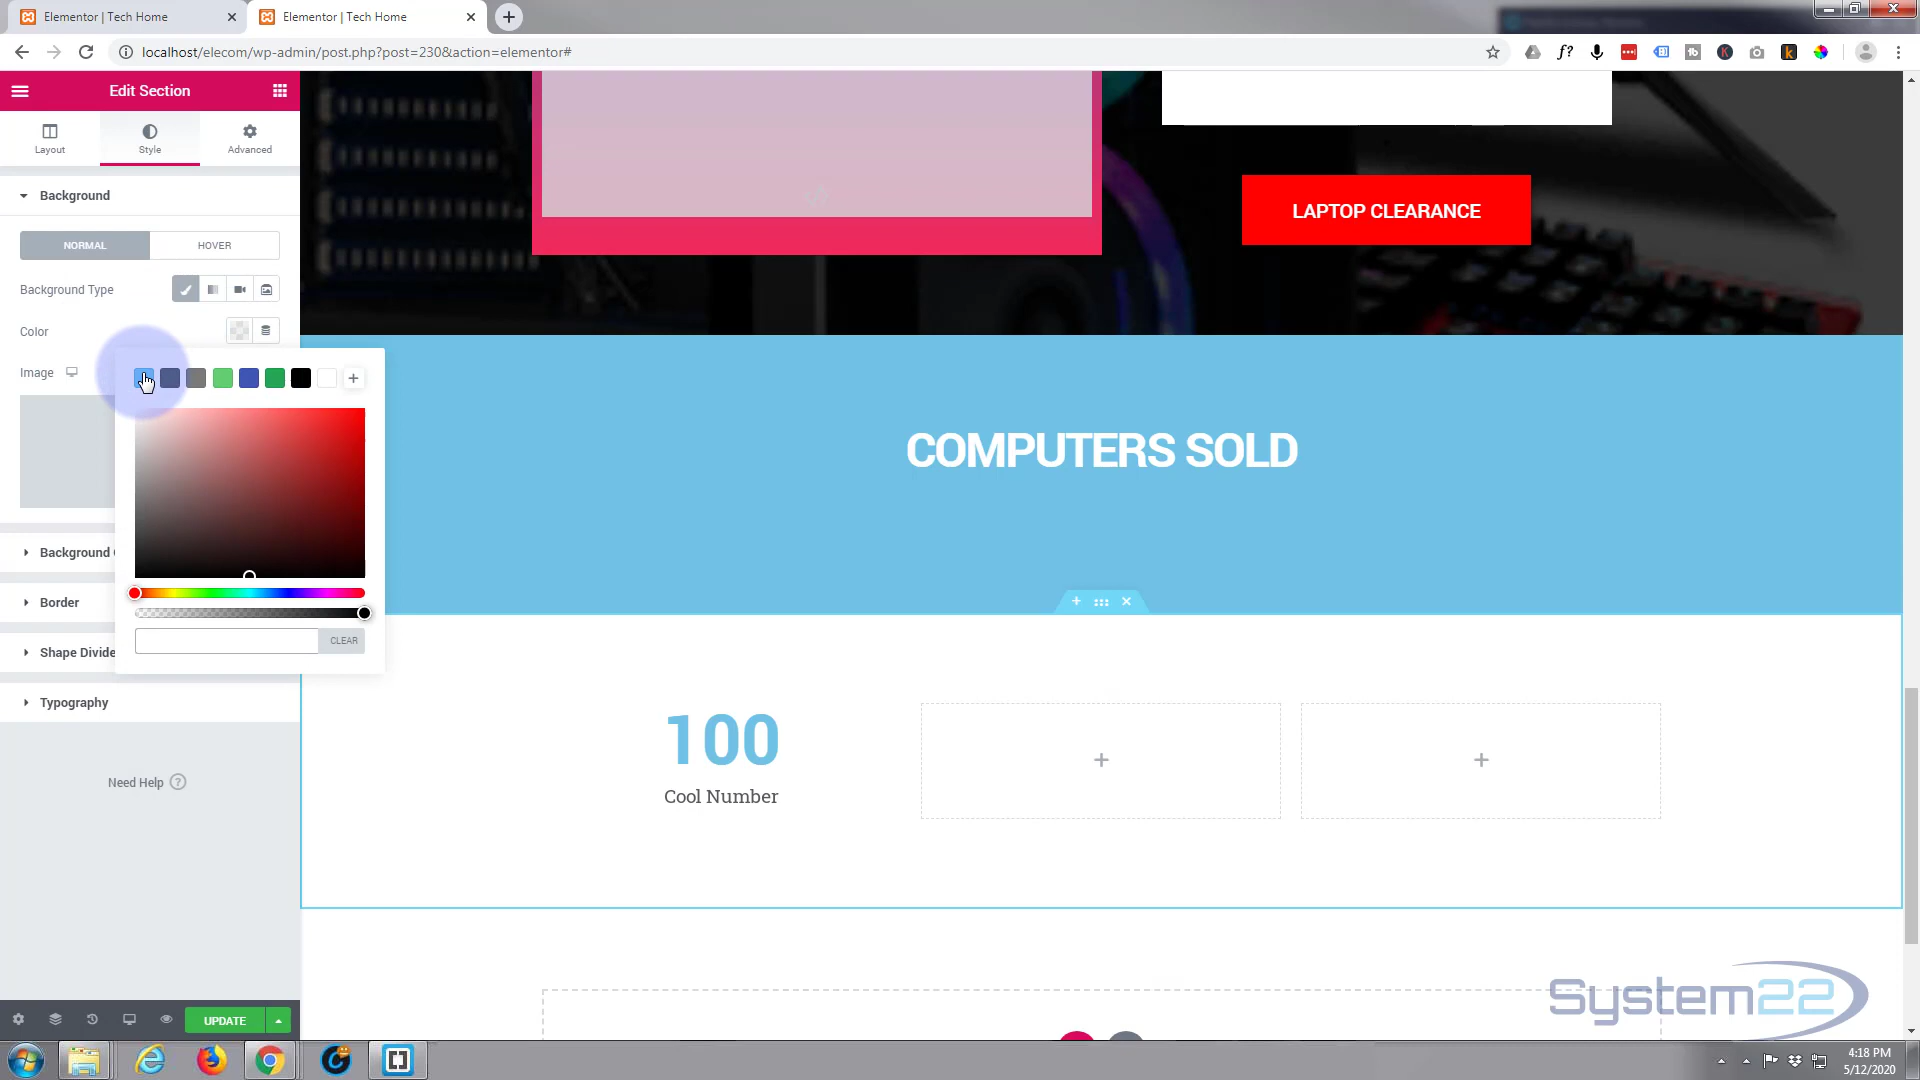 Elementor | Tech Home
Elementor | Tech Home
localhost/elecom/wp-admin/post.php?post=230&action=elementor#
Edit Section
Layout
Style
Advanced
Background
NORMAL
HOVER
Background Type
Color
Image
Background
Border
Shape Divide
Typography
CLEAR
Need Help ?
UPDATE
LAPTOP CLEARANCE
COMPUTERS SOLD
100
Cool Number
System22
4:18 PM
5/12/2020